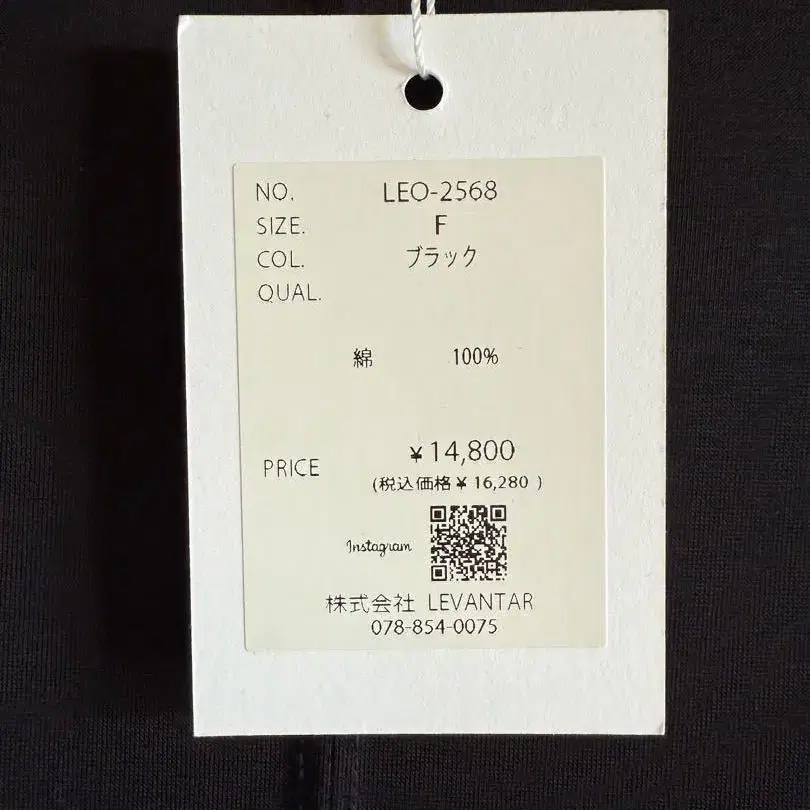 NO. LEO-2568
SIZE. F
COL. ブラック
QUAL.
綿 100%
PRICE ¥14,800
(税込価格¥16,280 )
Instagram
株式会社 LEVANTAR
078-854-0075